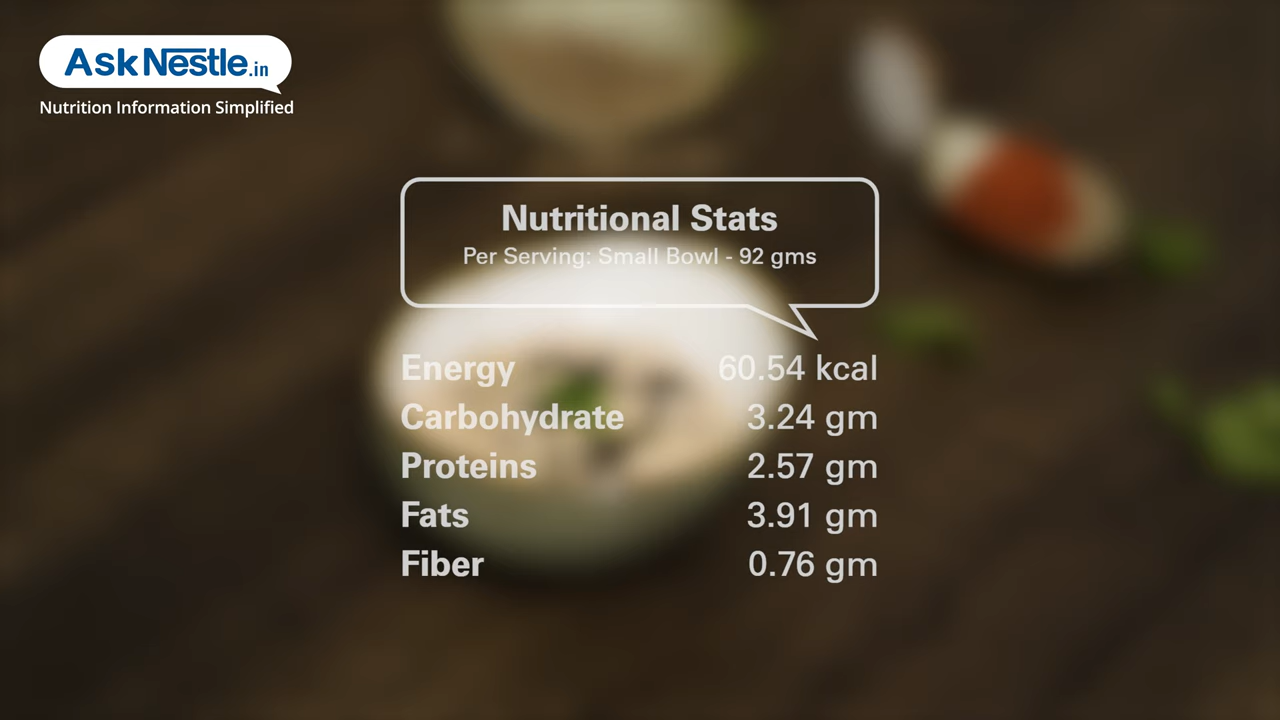 AskNestle.in
Nutrition Information Simplified
Nutritional Stats
Per Serving: Small Bowl - 92 gms
Energy 60.54 kcal
Carbohydrate 3.24 gm
Proteins 2.57 gm
Fats 3.91 gm
Fiber 0.76 gm